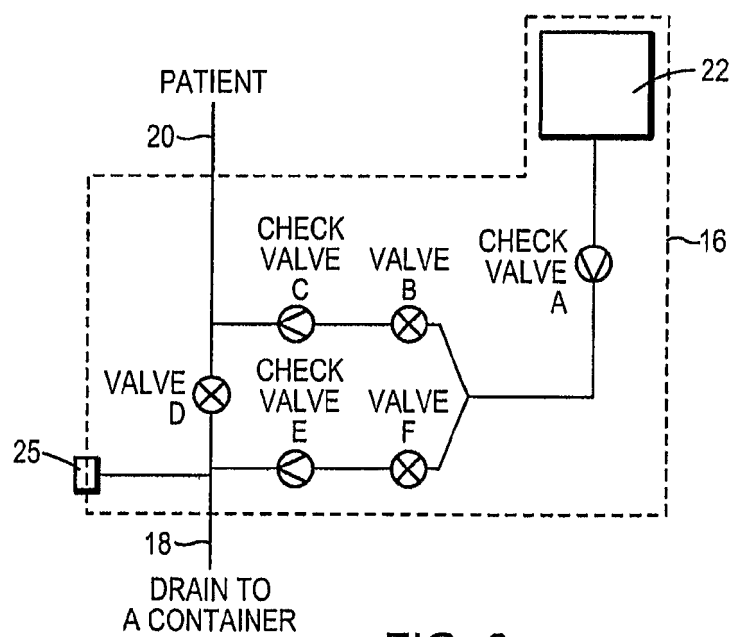 PATIENT
20
22
CHECK
VALVE
C
VALVE
B
CHECK
VALVE
A
16
VALVE
D
CHECK
VALVE
E
VALVE
F
25
18
DRAIN TO
A CONTAINER